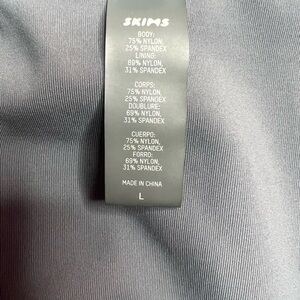 SKIMS
BODY:
75% NYLON,
25% SPANDEX
LINING:
69% NYLON,
31% SPANDEX
CORPS:
75% NYLON,
25% SPANDEX
DOUBLURE:
69% NYLON,
31% SPANDEX
CUERPO:
75% NYLON,
25% SPANDEX
FORRO:
69% NYLON,
31% SPANDEX
MADE IN CHINA
L